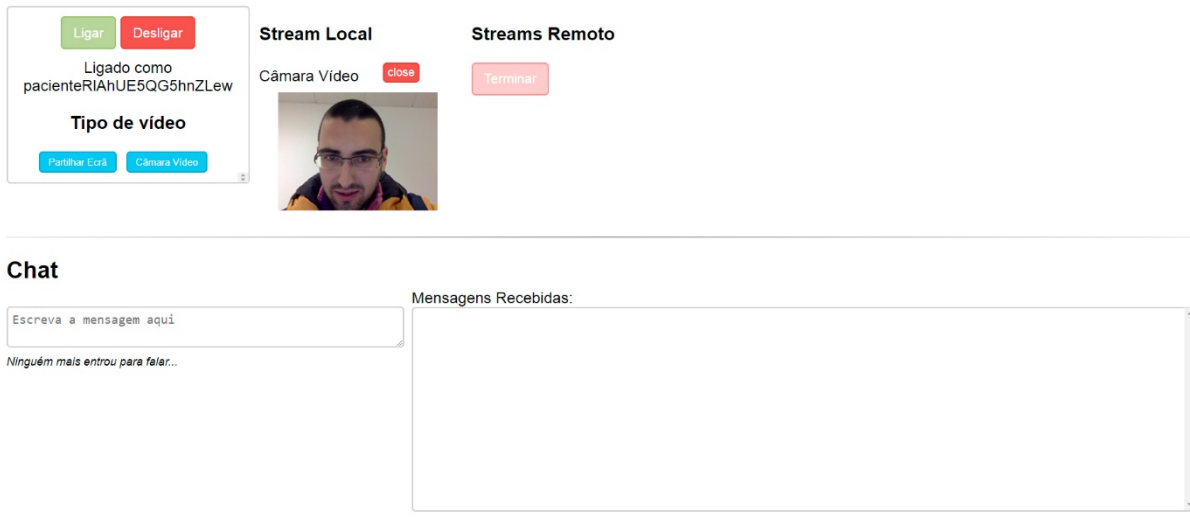 Ligar
Desligar
Ligado como
pacienteRlAhUE5QG5hnZLew
Tipo de vídeo
Partilhar Ecrã
Câmara Vídeo
Stream Local
Câmara Vídeo
close
Streams Remoto
Terminar
Chat
Escreva a mensagem aqui
Ninguém mais entrou para falar...
Mensagens Recebidas: